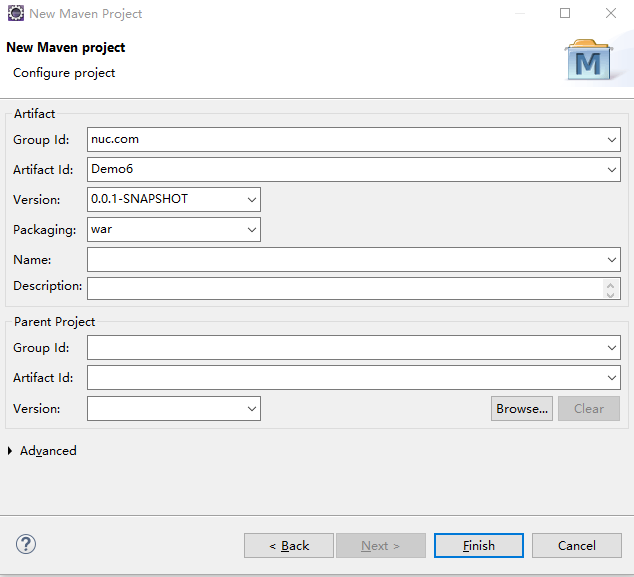 New Maven Project
New Maven project
Configure project
M
Artifact
Group Id: nuc.com
Artifact Id: Demo6
Version: 0.0.1-SNAPSHOT
Packaging: war
Name:
Description:
Parent Project
Group Id:
Artifact Id:
Version: Browse... Clear
Advanced
? < Back Next > Finish Cancel